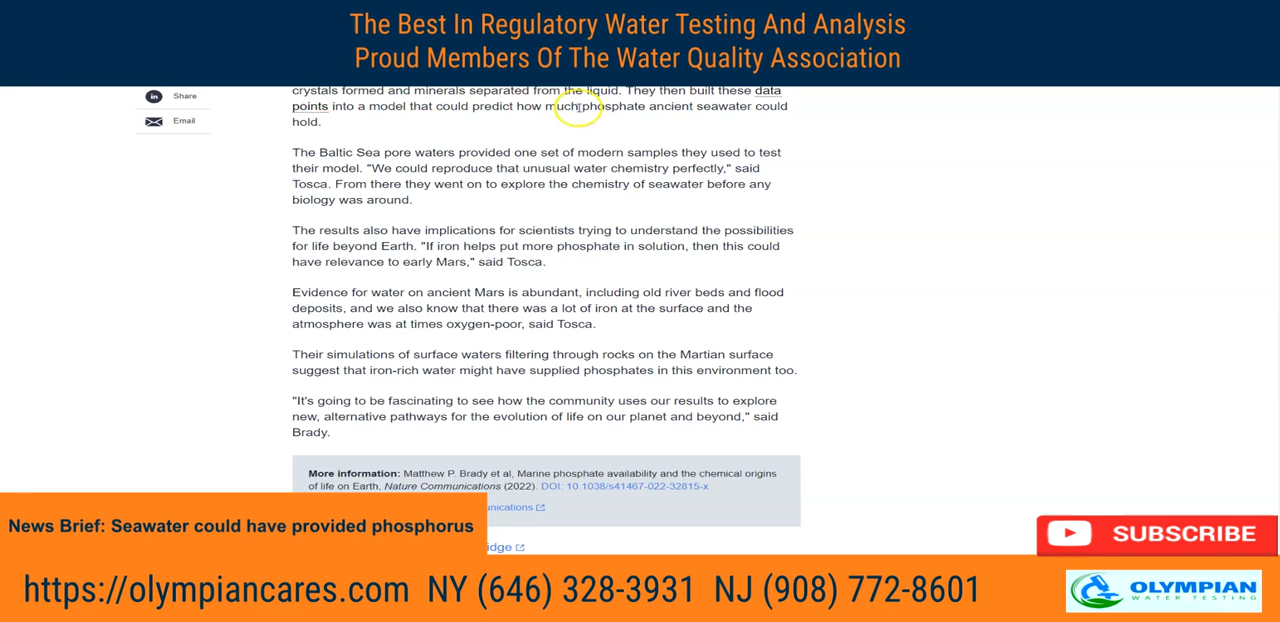 The Best In Regulatory Water Testing And Analysis
Proud Members Of The Water Quality Association
crystals formed and minerals separated from the liquid. They then built these data
points into a model that could predict how much phosphate ancient seawater could
hold.
in Share
Email
The Baltic Sea pore waters provided one set of modern samples they used to test
their model. "We could reproduce that unusual water chemistry perfectly," said
Tosca. From there they went on to explore the chemistry of seawater before any
biology was around.
The results also have implications for scientists trying to understand the possibilities
for life beyond Earth. "If iron helps put more phosphate in solution, then this could
have relevance to early Mars," said Tosca.
Evidence for water on ancient Mars is abundant, including old river beds and flood
deposits, and we also know that there was a lot of iron at the surface and the
atmosphere was at times oxygen-poor, said Tosca.
Their simulations of surface waters filtering through rocks on the Martian surface
suggest that iron-rich water might have supplied phosphates in this environment too.
"It's going to be fascinating to see how the community uses our results to explore
new, alternative pathways for the evolution of life on our planet and beyond," said
Brady.
More information: Matthew P. Brady et al, Marine phosphate availability and the chemical origins
of life on Earth, Nature Communications (2022). DOI: 10.1038/s41467-022-32815-x
unications
idge
News Brief: Seawater could have provided phosphorus
SUBSCRIBE
https://olympiancares.com NY (646) 328-3931 NJ (908) 772-8601
OLYMPIAN
WATER TESTING